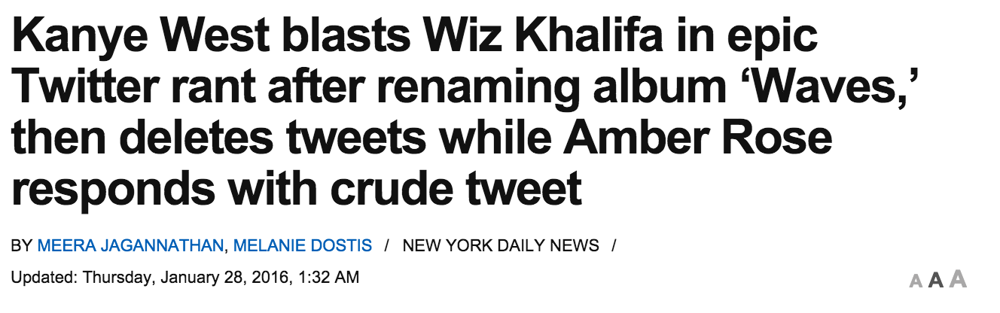 Kanye West blasts Wiz Khalifa in epic
Twitter rant after renaming album ‘Waves,’
then deletes tweets while Amber Rose
responds with crude tweet
BY MEERA JAGANNATHAN, MELANIE DOSTIS / NEW YORK DAILY NEWS /
Updated: Thursday, January 28, 2016, 1:32 AM
A A A